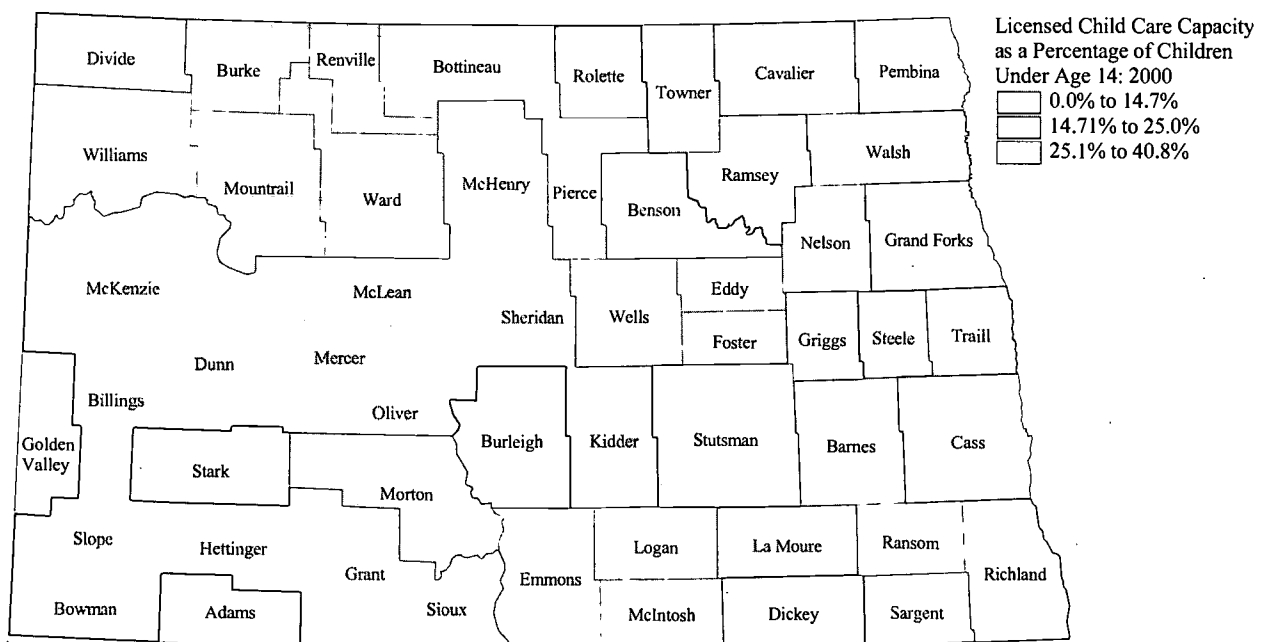 Licensed Child Care Capacity
as a Percentage of Children
Under Age 14: 2000
0.0% to 14.7%
14.71% to 25.0%
25.1% to 40.8%
Divide
Burke
Renville
Bottineau
Rolette
Towner
Cavalier
Pembina
Williams
Mountrail
Ward
McHenry
Pierce
Benson
Ramsey
Walsh
Nelson
Grand Forks
McKenzie
McLean
Sheridan
Wells
Eddy
Foster
Griggs
Steele
Traill
Dunn
Mercer
Billings
Oliver
Golden
Valley
Stark
Morton
Burleigh
Kidder
Stutsman
Barnes
Cass
Slope
Hettinger
Grant
Emmons
Logan
La Moure
Ransom
Richland
Bowman
Adams
Sioux
McIntosh
Dickey
Sargent